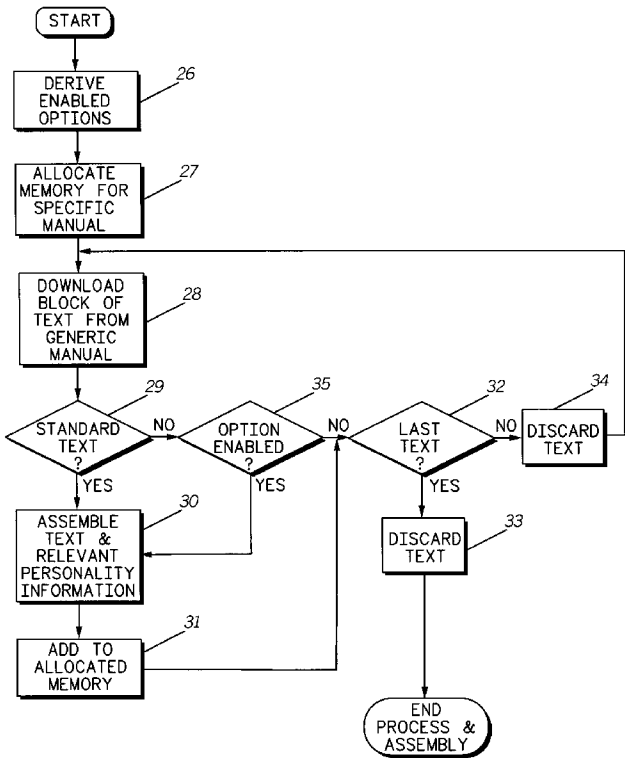 START
26
DERIVE
ENABLED
OPTIONS
27
ALLOCATE
MEMORY FOR
SPECIFIC
MANUAL
28
DOWNLOAD
BLOCK OF
TEXT FROM
GENERIC
MANUAL
29
STANDARD
TEXT
?
NO
YES
35
OPTION
ENABLED
?
NO
YES
32
LAST
TEXT
?
NO
YES
34
DISCARD
TEXT
30
ASSEMBLE
TEXT &
RELEVANT
PERSONALITY
INFORMATION
33
DISCARD
TEXT
31
ADD TO
ALLOCATED
MEMORY
END
PROCESS &
ASSEMBLY